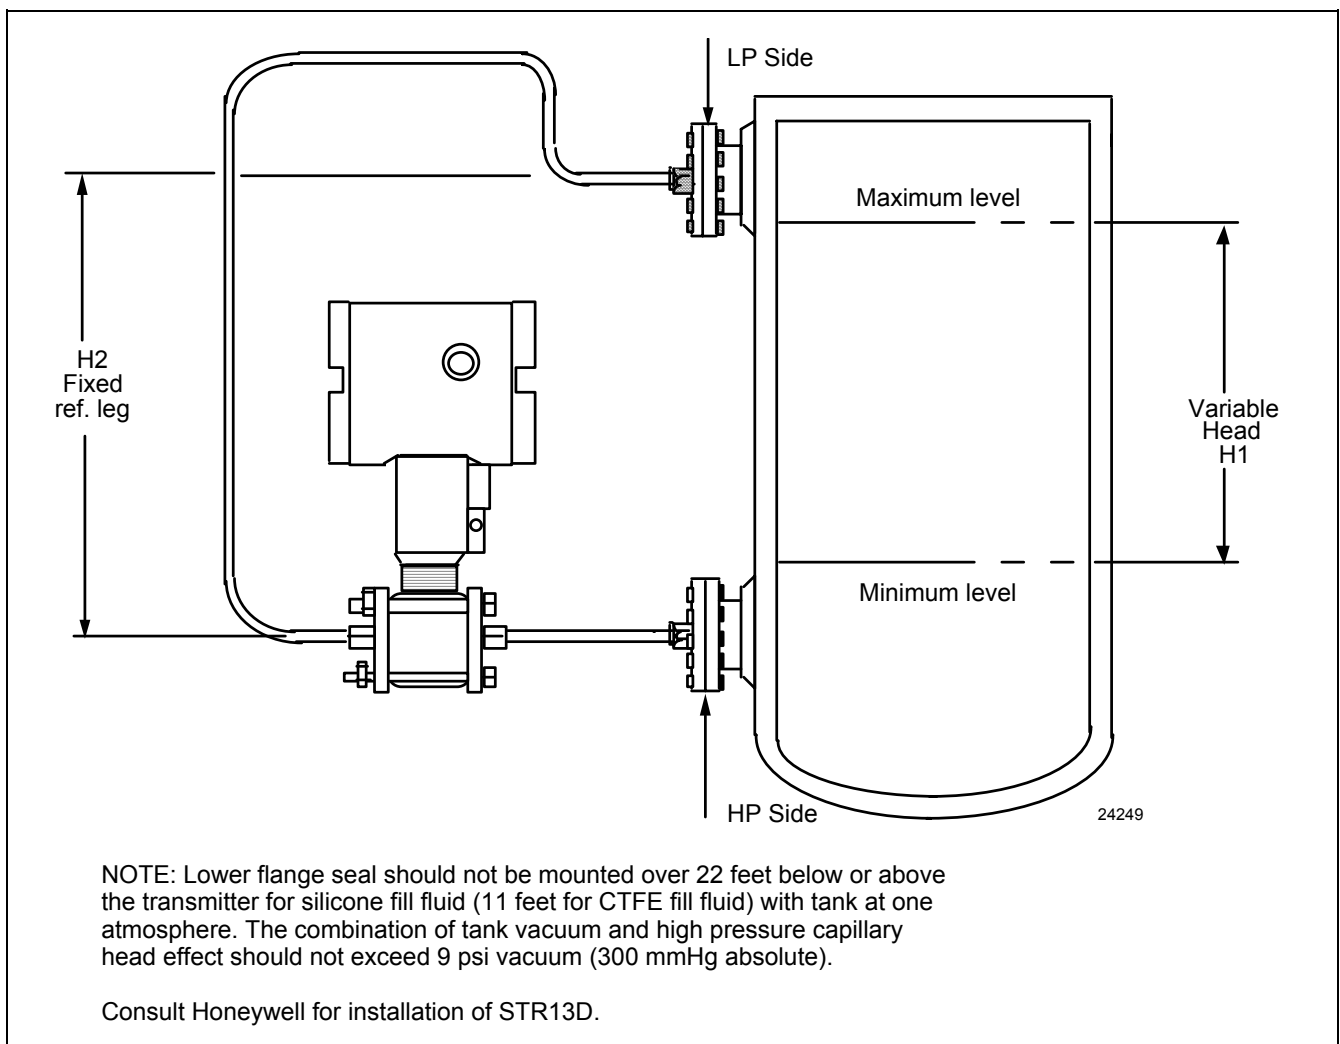 LP Side
Maximum level
H2
Fixed
ref. leg
Variable
Head
H1
Minimum level
HP Side
24249
NOTE: Lower flange seal should not be mounted over 22 feet below or above
the transmitter for silicone fill fluid (11 feet for CTFE fill fluid) with tank at one
atmosphere. The combination of tank vacuum and high pressure capillary
head effect should not exceed 9 psi vacuum (300 mmHg absolute).
Consult Honeywell for installation of STR13D.